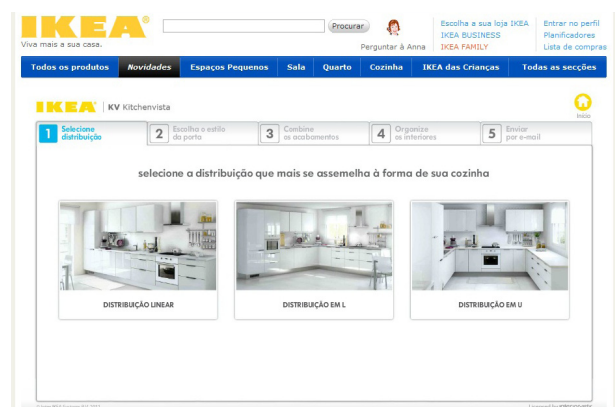 IKEA®
Procurar
Escolha a sua loja
Entrar no perfil
IKEA BUSINESS
Planificadores
Viva mais a sua casa.
Perguntar à Anna
IKEA FAMILY
Lista de compras
Todos os produtos Novidades Espaços Pequenos Sala Quarto Cozinha IKEA das Crianças Todas as secções
IKEA® | KV Kitchenvista
Início
1 Selecione distribuição
2 Escolha o estilo da porta
3 Combine os acabamentos
4 Organize os interiores
5 Enviar por e-mail
selecione a distribuição que mais se assemelha à forma de sua cozinha
DISTRIBUIÇÃO LINEAR
DISTRIBUIÇÃO EM L
DISTRIBUIÇÃO EM U